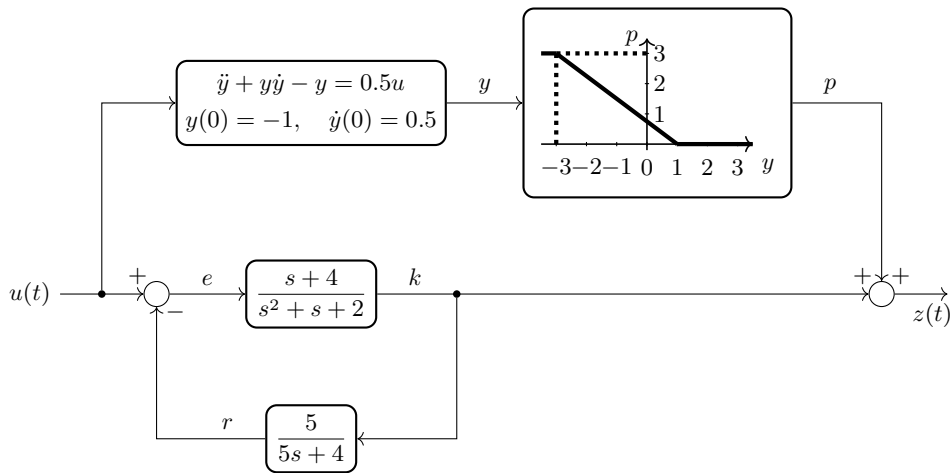 p
3
2
1
−3 −2 −1 0 1 2 3 y
ÿ + yẏ − y = 0.5u
y(0) = −1, ẏ(0) = 0.5
y
p
u(t)
+
−
e
s + 4
s² + s + 2
k
+ +
z(t)
r
5
5s + 4